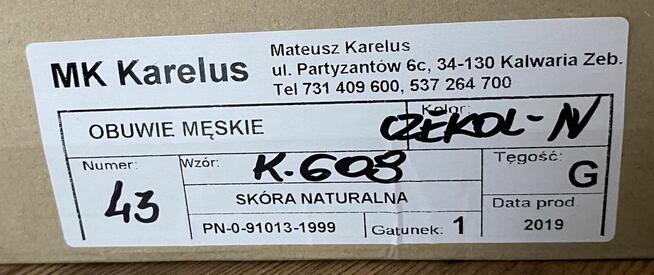 MK Karelus
Mateusz Karelus
ul. Partyzantów 6c, 34-130 Kalwaria Zeb.
Tel 731 409 600, 537 264 700
OBUWIE MĘSKIE
Kolor:
CZEKOL-N
Numer:
43
Wzór:
K-608
Tęgość:
G
SKÓRA NATURALNA
PN-0-91013-1999
Gatunek: 1
Data prod.
2019